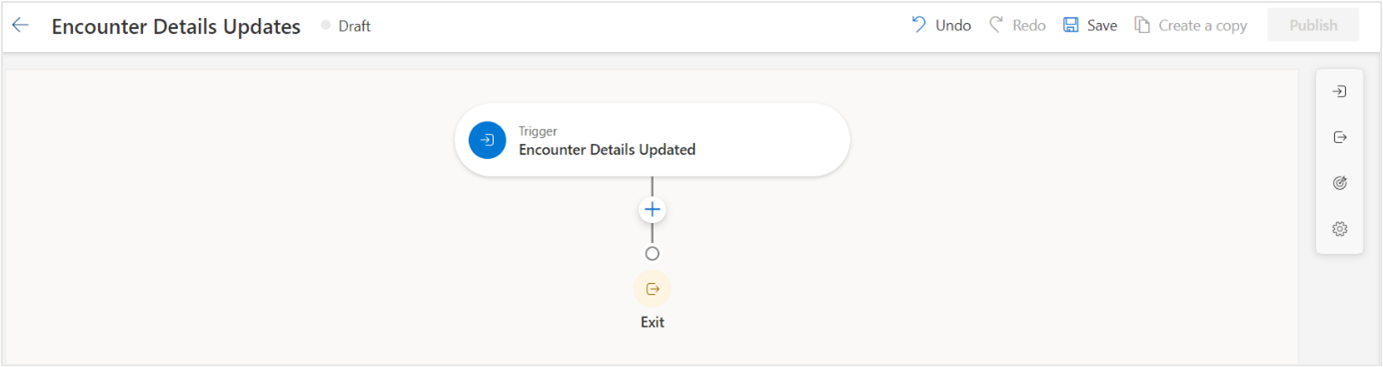 Encounter Details Updates
Draft
Undo
Redo
Save
Create a copy
Publish
Trigger
Encounter Details Updated
Exit